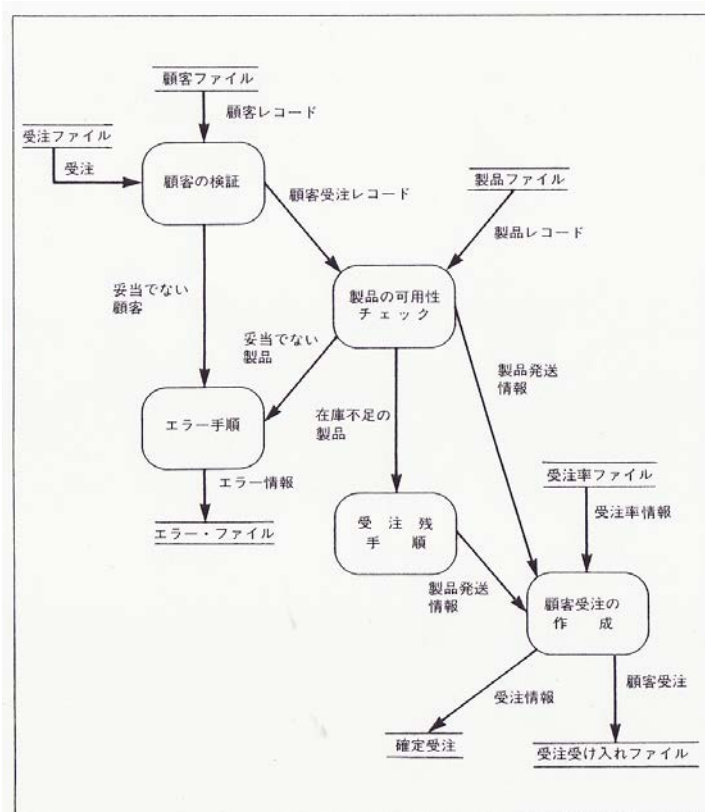 顧客ファイル
顧客レコード
受注ファイル
受注
顧客の検証
顧客受注レコード
製品ファイル
製品レコード
妥当でない
顧客
製品の可用性
チェック
妥当でない
製品
製品発送
情報
エラー手順
在庫不足の
製品
エラー情報
受注率ファイル
エラー・ファイル
受注残
手順
受注率情報
製品発送
情報
顧客受注の
作成
受注情報
顧客受注
確定受注
受注受け入れファイル